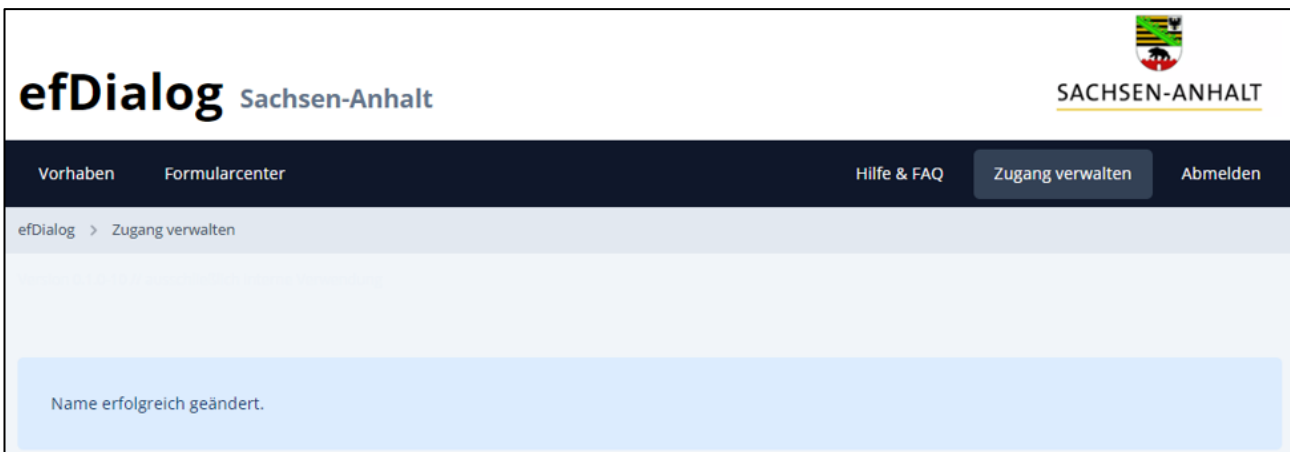 efDialog Sachsen-Anhalt
SACHSEN-ANHALT
Vorhaben Formularcenter Hilfe & FAQ Zugang verwalten Abmelden
efDialog > Zugang verwalten
Name erfolgreich geändert.